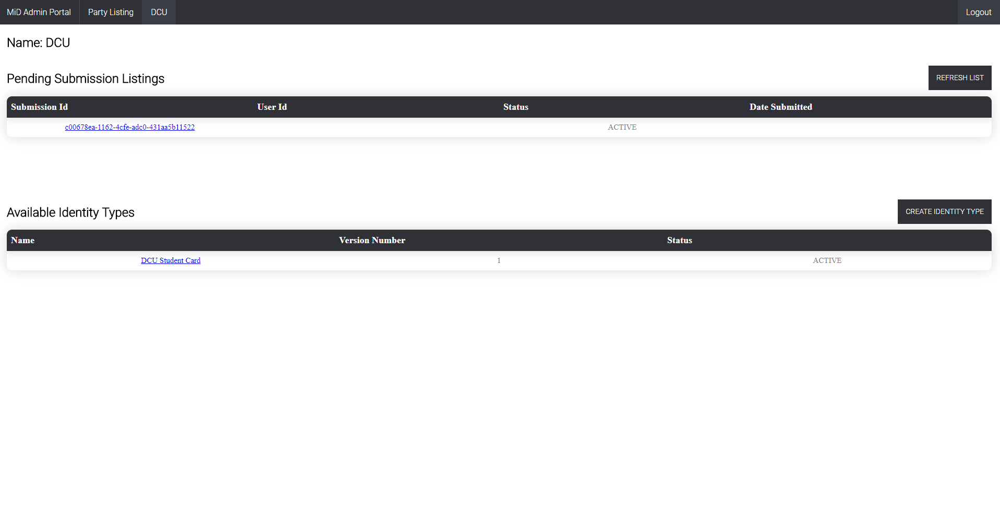 MiD Admin Portal Party Listing DCU Logout
Name: DCU
Pending Submission Listings REFRESH LIST
Submission Id User Id Status Date Submitted
c00678ea-1162-4cfe-adc0-431aa5b11522 ACTIVE
Available Identity Types CREATE IDENTITY TYPE
Name Version Number Status
DCU Student Card 1 ACTIVE